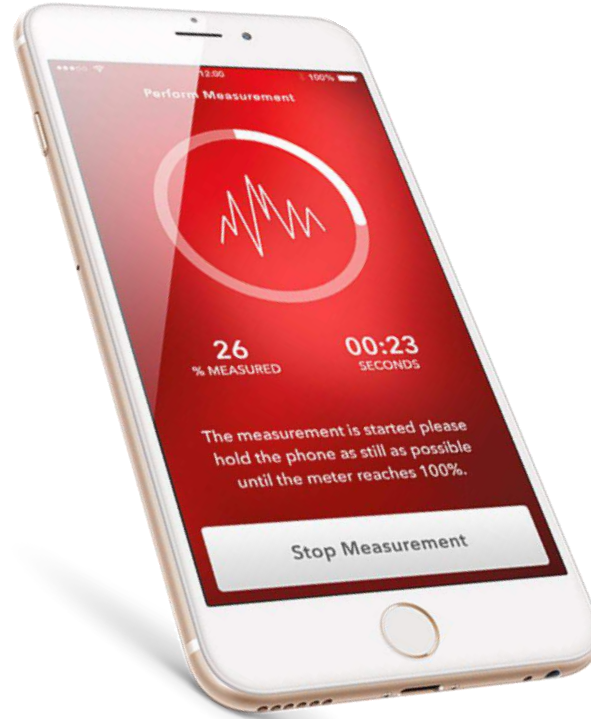 12:00
100%
Perform Measurement
26
% MEASURED
00:23
SECONDS
The measurement is started please
hold the phone as still as possible
until the meter reaches 100%.
Stop Measurement